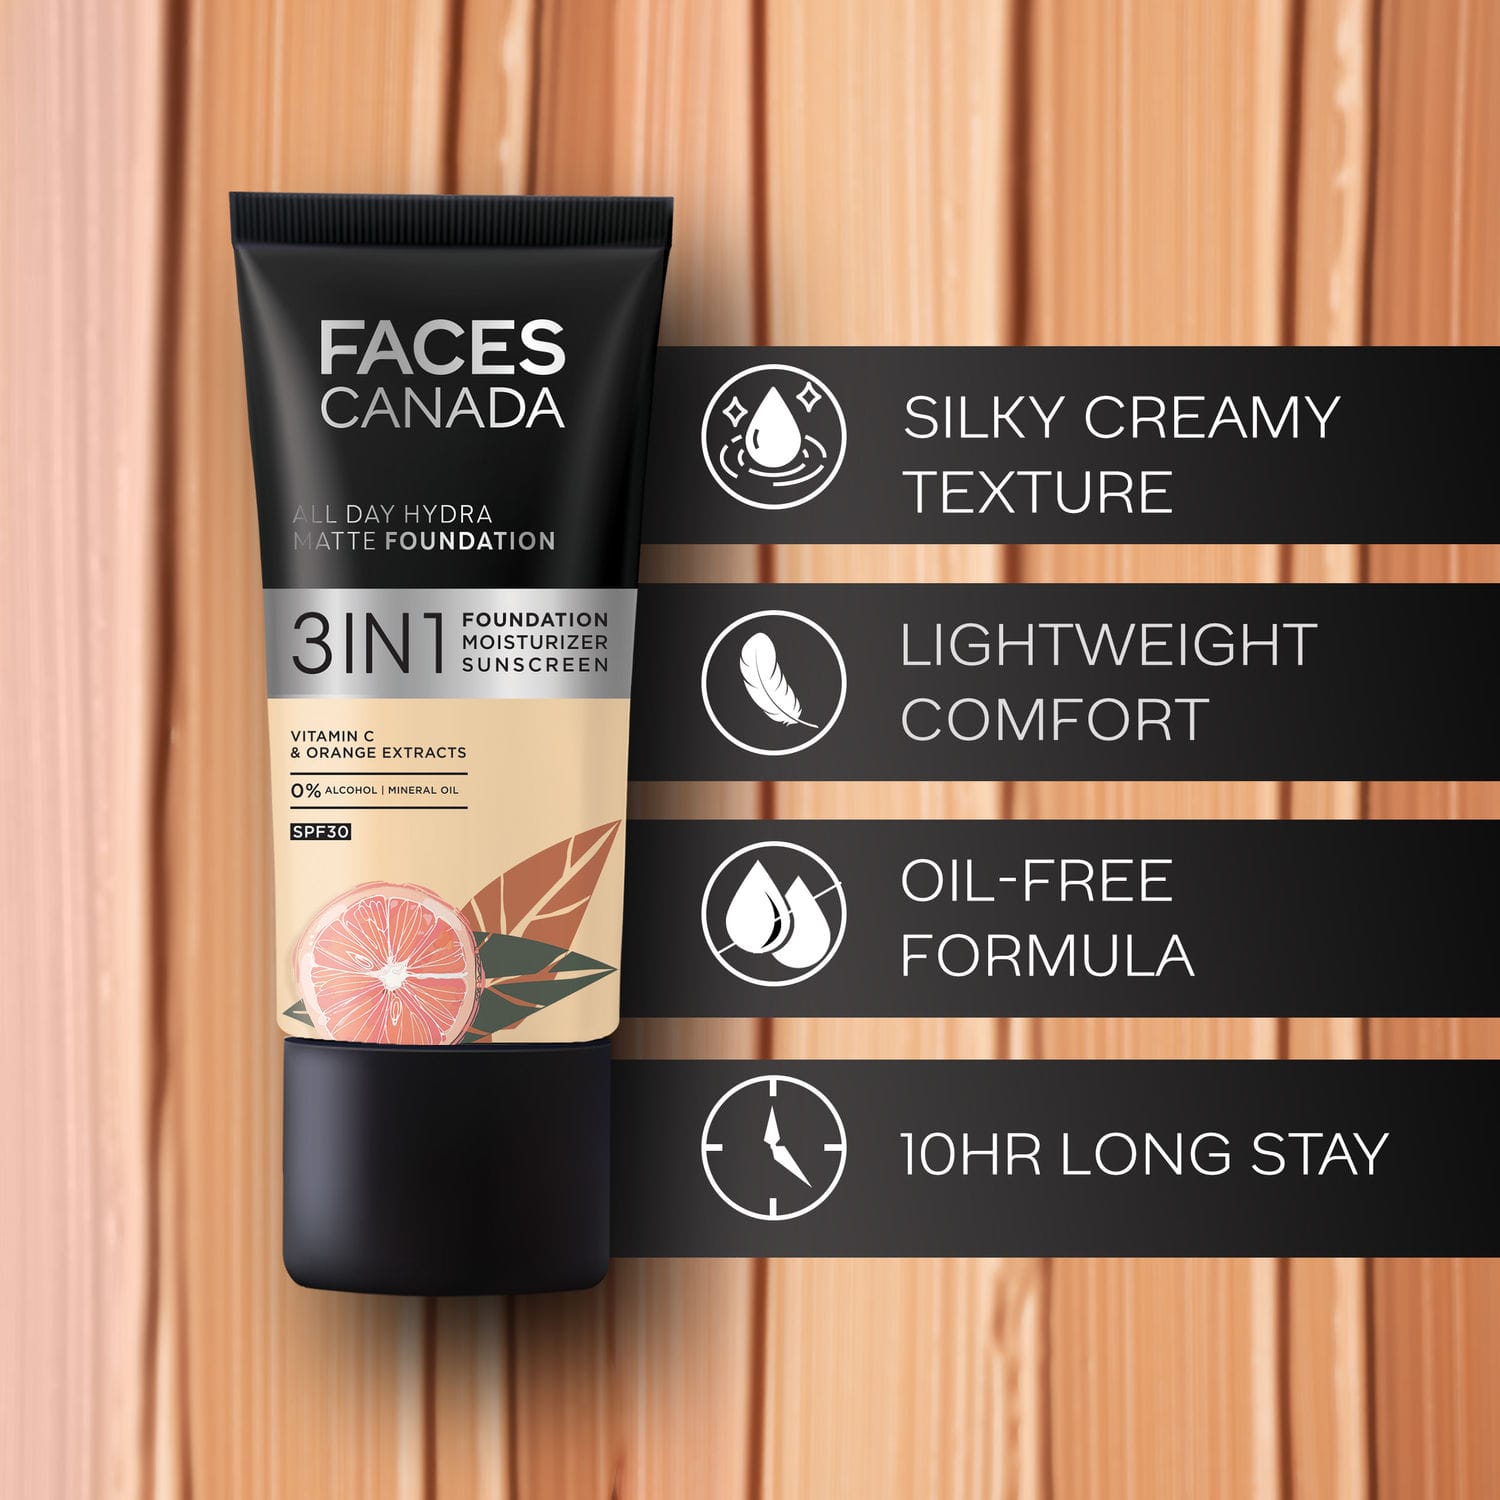 FACES
CANADA
ALL DAY HYDRA
MATTE FOUNDATION
3IN1
FOUNDATION
MOISTURIZER
SUNSCREEN
VITAMIN C
& ORANGE EXTRACTS
0% ALCOHOL | MINERAL OIL
SPF30
SILKY CREAMY
TEXTURE
LIGHTWEIGHT
COMFORT
OIL-FREE
FORMULA
10HR LONG STAY